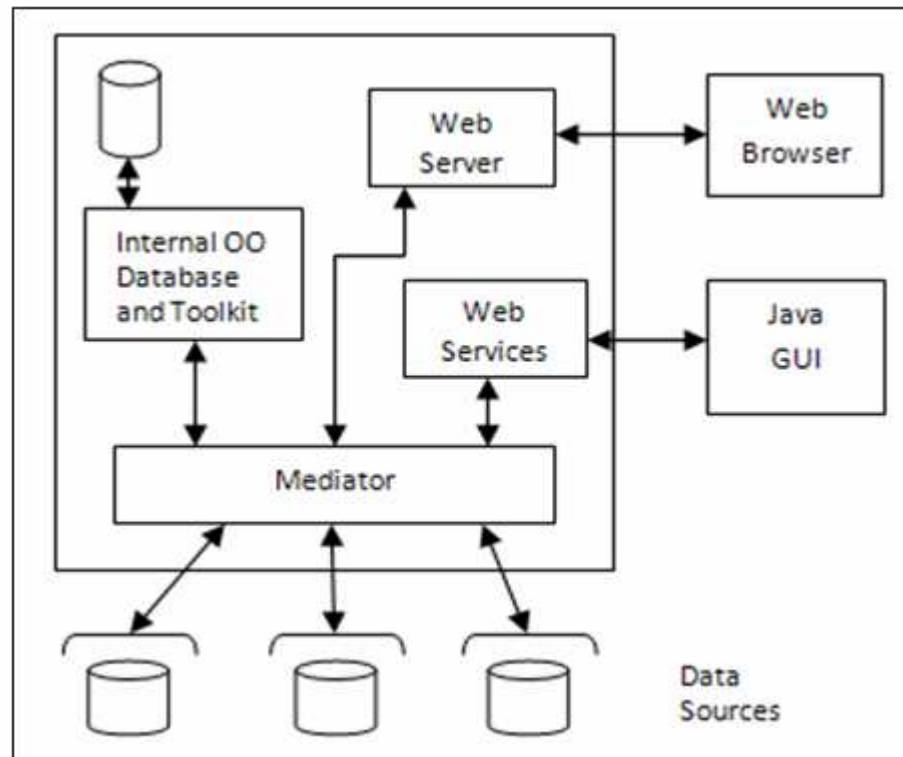 Web
Server
Web
Browser
Internal OO
Database
and Toolkit
Web
Services
Java
GUI
Mediator
Data
Sources